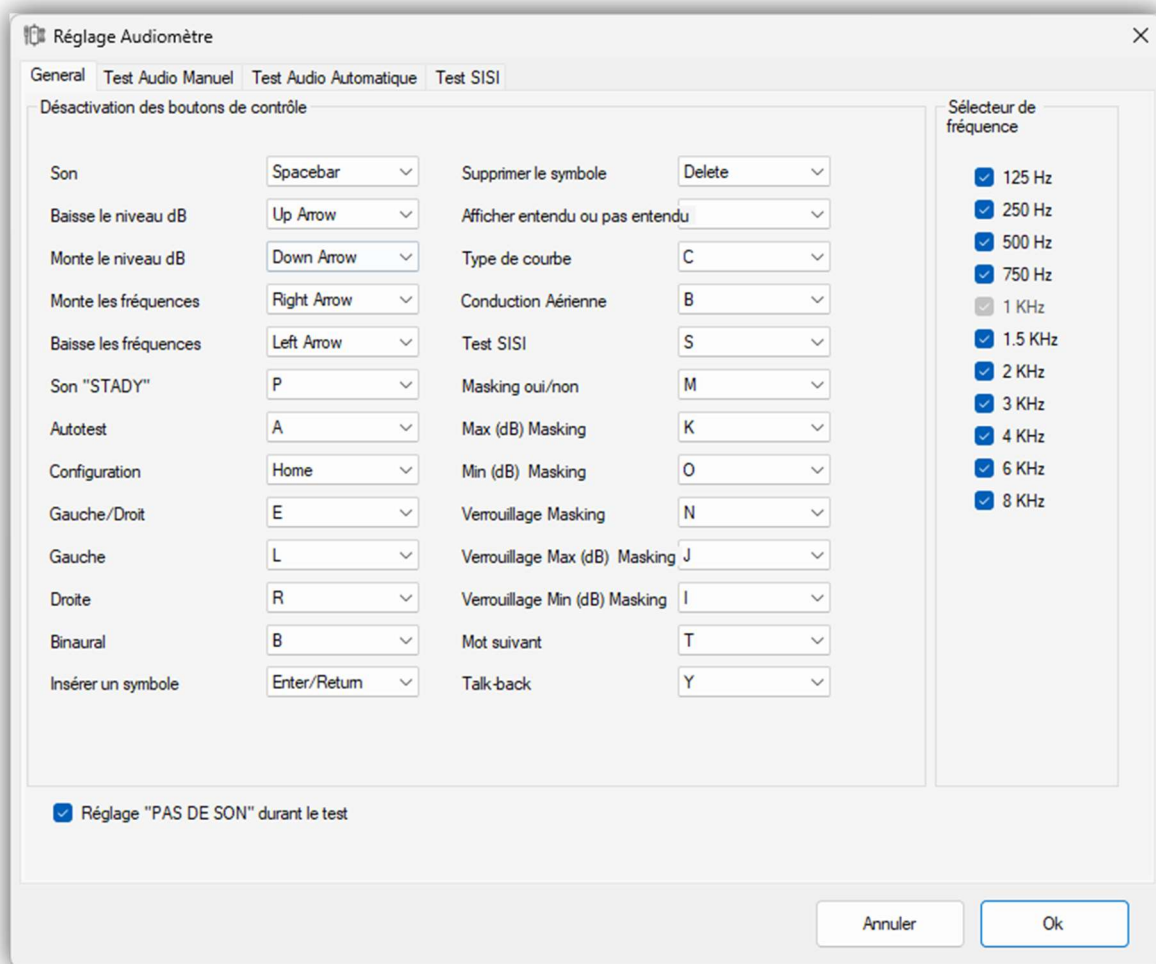 Réglage Audiomètre
General Test Audio Manuel Test Audio Automatique Test SISI
Désactivation des boutons de contrôle
Son Spacebar
Baisse le niveau dB Up Arrow
Monte le niveau dB Down Arrow
Monte les fréquences Right Arrow
Baisse les fréquences Left Arrow
Son "STADY" P
Autotest A
Configuration Home
Gauche/Droit E
Gauche L
Droite R
Binaural B
Insérer un symbole Enter/Return
Supprimer le symbole Delete
Afficher entendu ou pas entendu
Type de courbe C
Conduction Aérienne B
Test SISI S
Masking oui/non M
Max (dB) Masking K
Min (dB) Masking O
Verrouillage Masking N
Verrouillage Max (dB) Masking J
Verrouillage Min (dB) Masking I
Mot suivant T
Talk-back Y
Sélecteur de
fréquence
125 Hz
250 Hz
500 Hz
750 Hz
1 KHz
1.5 KHz
2 KHz
3 KHz
4 KHz
6 KHz
8 KHz
Réglage "PAS DE SON" durant le test
Annuler Ok